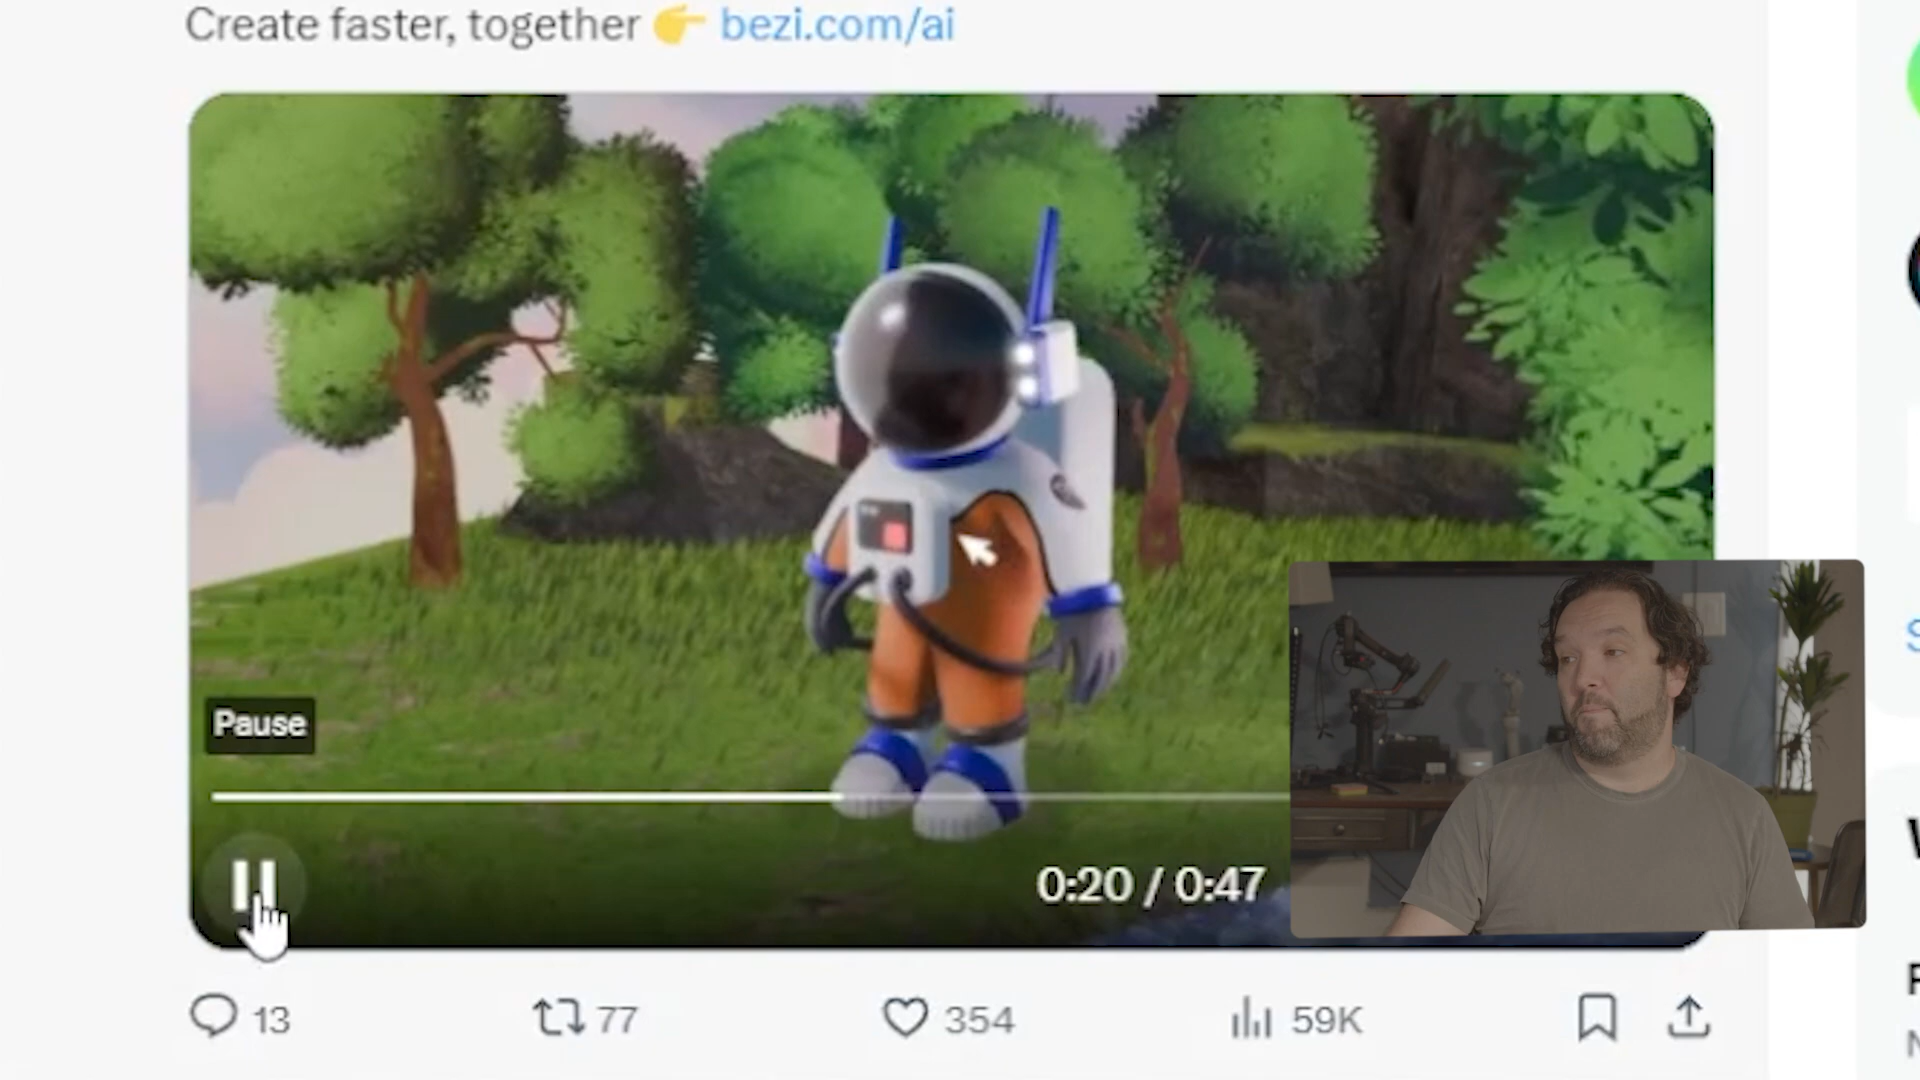 Create faster, together 👉 bezi.com/ai
Pause
0:20 / 0:47
13
77
354
59K